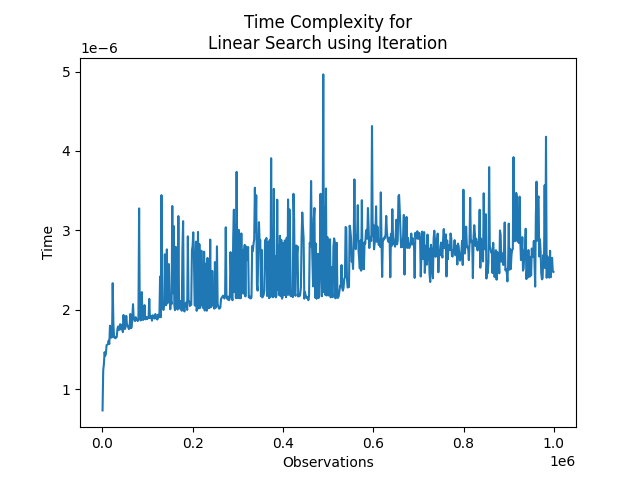 Time Complexity for
Linear Search using Iteration
1e−6
5
4
3
2
1
Time
0.0 0.2 0.4 0.6 0.8 1.0
Observations
1e6